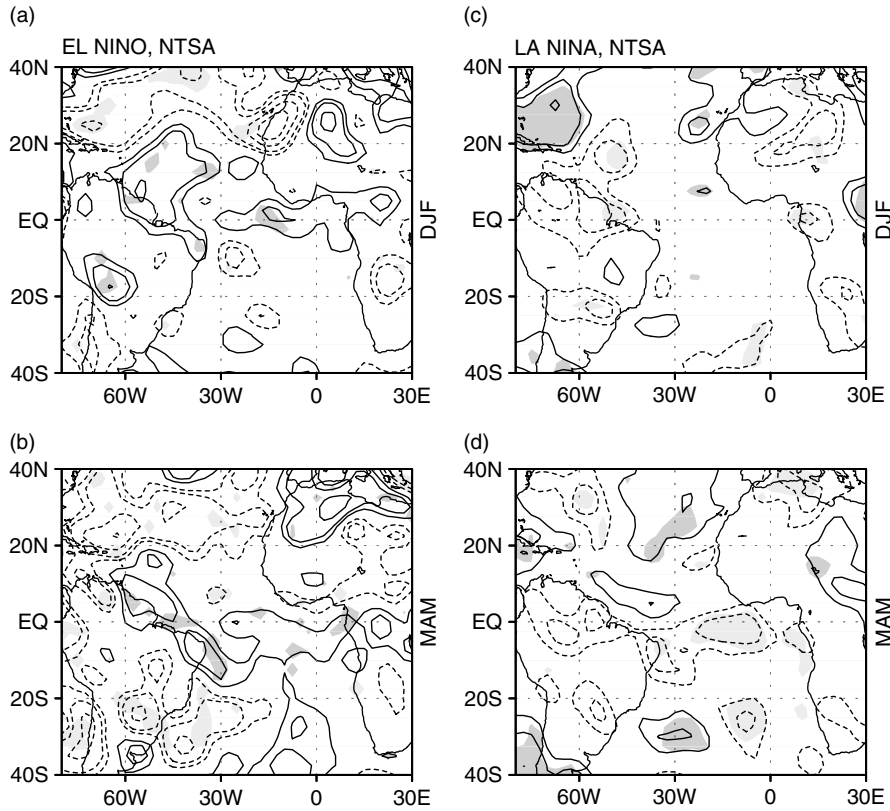 (a)
EL NINO, NTSA
40N
20N
EQ
20S
40S
60W 30W 0 30E
DJF
(c)
LA NINA, NTSA
40N
20N
EQ
20S
40S
60W 30W 0 30E
DJF
(b)
40N
20N
EQ
20S
40S
60W 30W 0 30E
MAM
(d)
40N
20N
EQ
20S
40S
60W 30W 0 30E
MAM